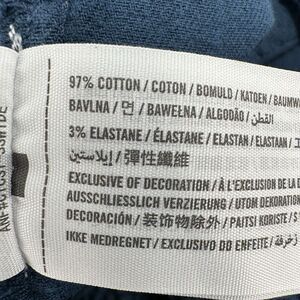 97% COTTON / COTON / BOMULD / KATOEN / BAUMW
BAVLNA / 면 / BAWEŁNA / ALGODÃO / القطن
3% ELASTANE / ÉLASTANE / ELASTAN / ELASTAAN /
إيلاستين / 彈性纖維
EXCLUSIVE OF DECORATION / À L'EXCLUSION DE LA D
AUSSCHLIESSLICH VERZIERUNG / UTOM DEKORATION
DECORACIÓN / 装饰物除外 / PAITSI KORISTE / S
IKKE MEDREGNET / EXCLUSIVO DO ENFEITE /